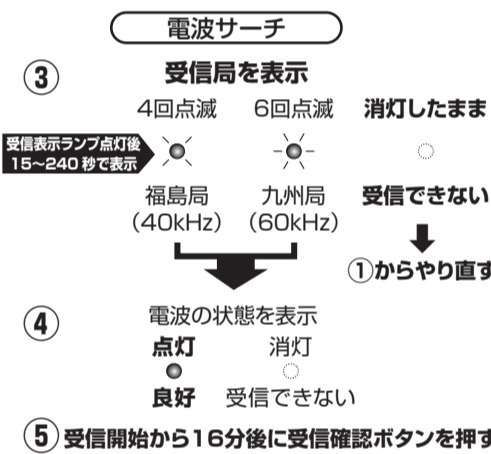 電波サーチ
③ 受信局を表示
4回点滅 6回点滅 消灯したまま
受信表示ランプ点灯後
15〜240秒で表示
福島局 九州局 受信できない
(40kHz) (60kHz)
①からやり直す
④ 電波の状態を表示
点灯 消灯
良好 受信できない
⑤ 受信開始から16分後に受信確認ボタンを押す